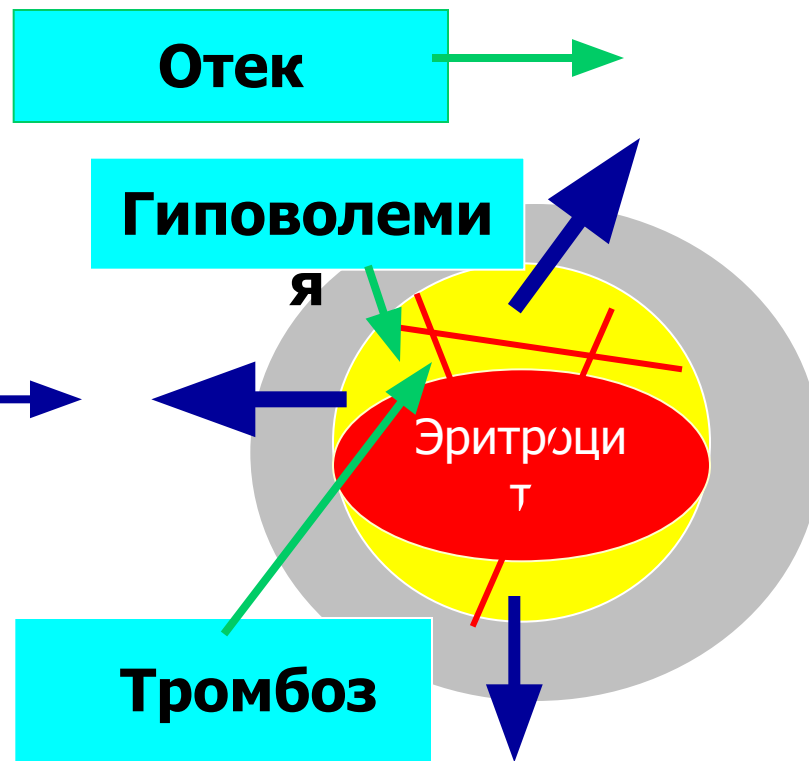 Отек
Гиповолеми
я
Эритроци
т
Тромбоз